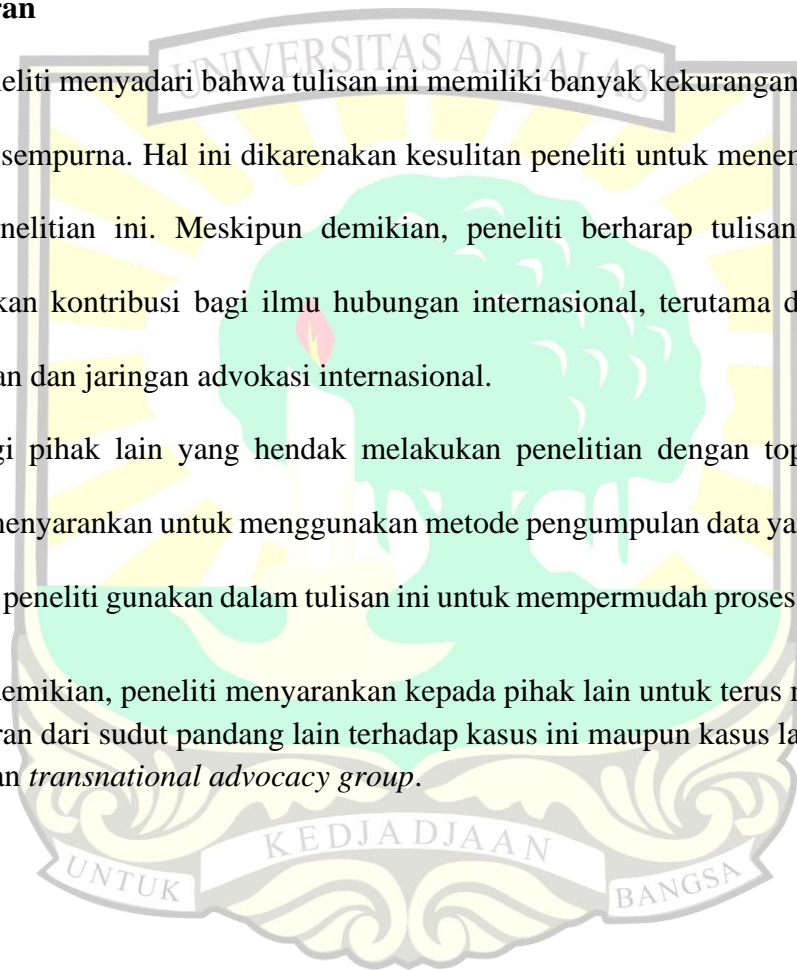 ran
UNIVERSITAS ANDALAS
neliti menyadari bahwa tulisan ini memiliki banyak kekurangan
sempurna. Hal ini dikarenakan kesulitan peneliti untuk menem
nelitian ini. Meskipun demikian, peneliti berharap tulisan
kan kontribusi bagi ilmu hubungan internasional, terutama d
an dan jaringan advokasi internasional.
gi pihak lain yang hendak melakukan penelitian dengan top
menyarankan untuk menggunakan metode pengumpulan data ya
peneliti gunakan dalam tulisan ini untuk mempermudah proses
demikian, peneliti menyarankan kepada pihak lain untuk terus
ran dari sudut pandang lain terhadap kasus ini maupun kasus la
an transnational advocacy group.
UNTUK KEDJADJAAN BANGSA